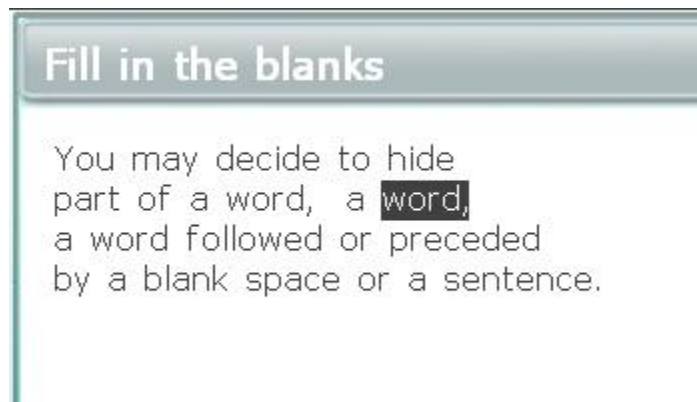 Fill in the blanks
You may decide to hide
part of a word,  a word,
a word followed or preceded
by a blank space or a sentence.